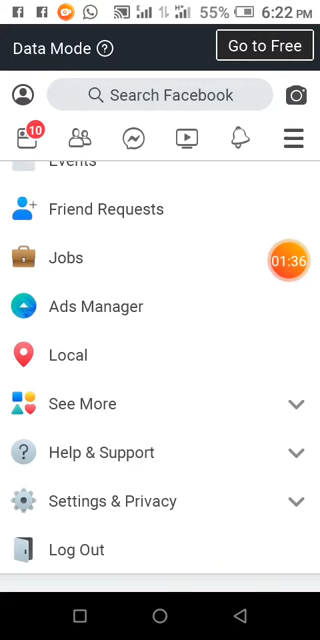 55% 6:22 PM
Data Mode
Go to Free
Search Facebook
10
Events
Friend Requests
Jobs
01:36
Ads Manager
Local
See More
Help & Support
Settings & Privacy
Log Out